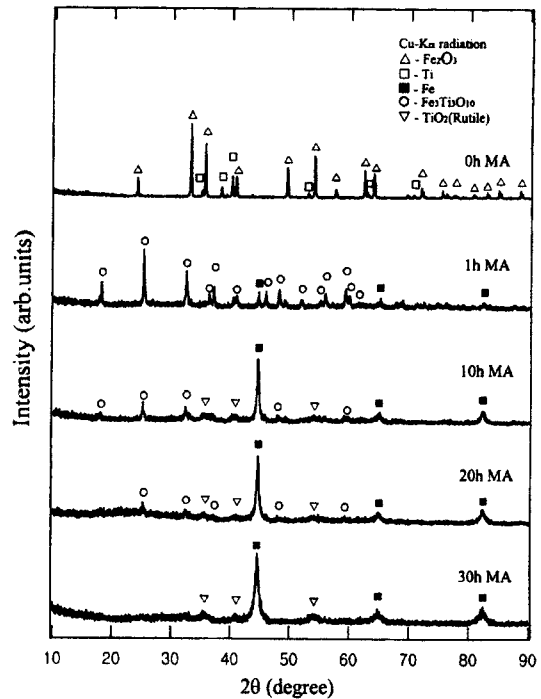 Cu-Kα radiation
△ - Fe₂O₃
□ - Ti
■ - Fe
○ - Fe₃Ti₃O₁₀
▽ - TiO₂(Rutile)
0h MA
1h MA
10h MA
20h MA
30h MA
Intensity (arb.units)
10 20 30 40 50 60 70 80 90
2θ (degree)